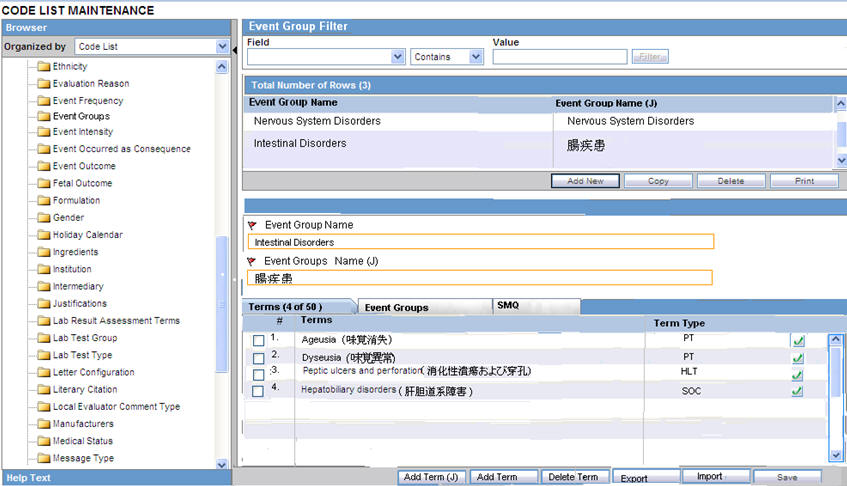 CODE LIST MAINTENANCE
Browser
Organized by Code List
Ethnicity
Evaluation Reason
Event Frequency
Event Groups
Event Intensity
Event Occurred as Consequence
Event Outcome
Fetal Outcome
Formulation
Gender
Holiday Calendar
Ingredients
Institution
Intermediary
Justifications
Lab Result Assessment Terms
Lab Test Group
Lab Test Type
Letter Configuration
Literary Citation
Local Evaluator Comment Type
Manufacturers
Medical Status
Message Type
Help Text
Event Group Filter
Field Value
Contains Filter
Total Number of Rows (3)
Event Group Name Event Group Name (J)
Nervous System Disorders Nervous System Disorders
Intestinal Disorders 腸疾患
Add New Copy Delete Print
Event Group Name
Intestinal Disorders
Event Groups Name (J)
腸疾患
Terms (4 of 50 ) Event Groups SMQ
# Terms Term Type
1. Ageusia (味覚消失) PT
2. Dyseusia (味覚異常) PT
3. Peptic ulcers and perforation( 消化性潰瘍および穿孔) HLT
4. Hepatobiliary disorders ( 肝胆道系障害 ) SOC
Add Term (J) Add Term Delete Term Export Import Save